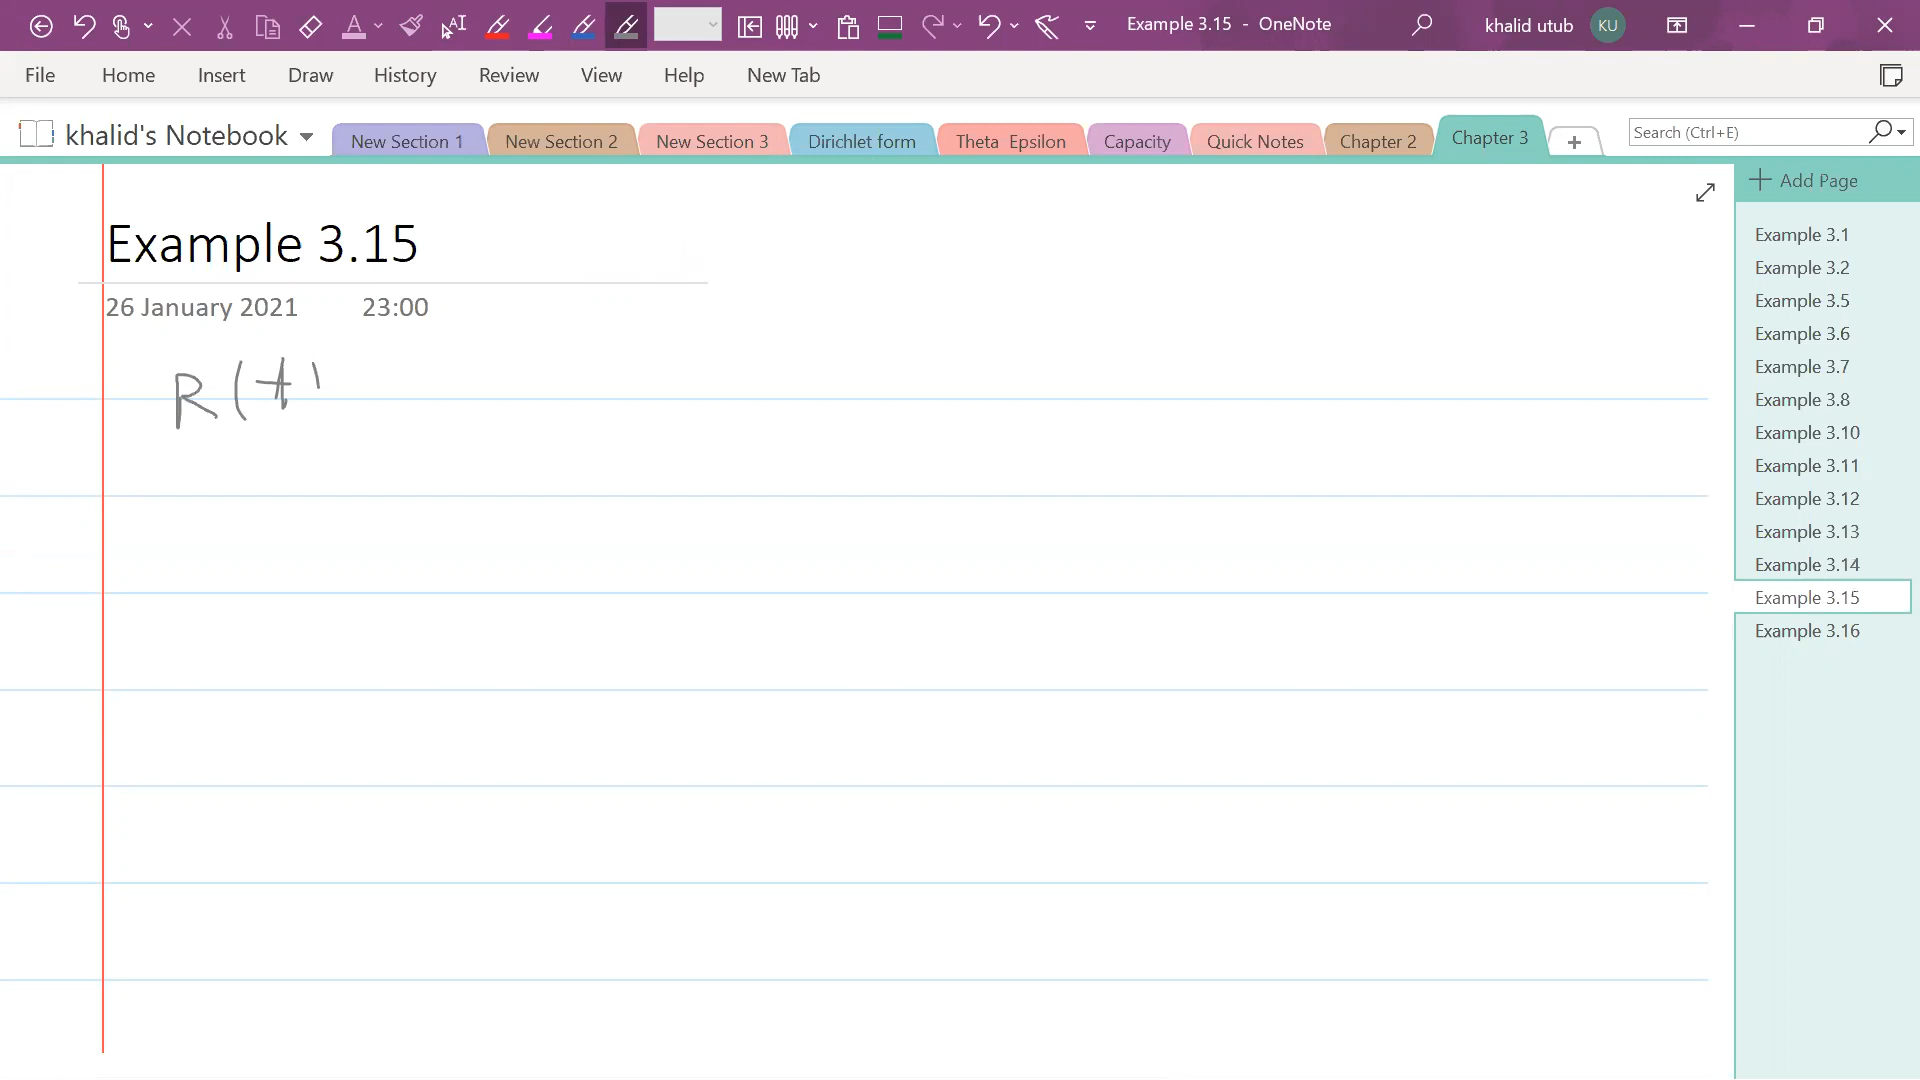 Example 3.15 - OneNote
khalid utub
KU
File Home Insert Draw History Review View Help New Tab
khalid's Notebook
New Section 1 New Section 2 New Section 3 Dirichlet form Theta Epsilon Capacity Quick Notes Chapter 2 Chapter 3
Search (Ctrl+E)
Add Page
Example 3.15
26 January 2021 23:00
R(t)
Example 3.1
Example 3.2
Example 3.5
Example 3.6
Example 3.7
Example 3.8
Example 3.10
Example 3.11
Example 3.12
Example 3.13
Example 3.14
Example 3.15
Example 3.16